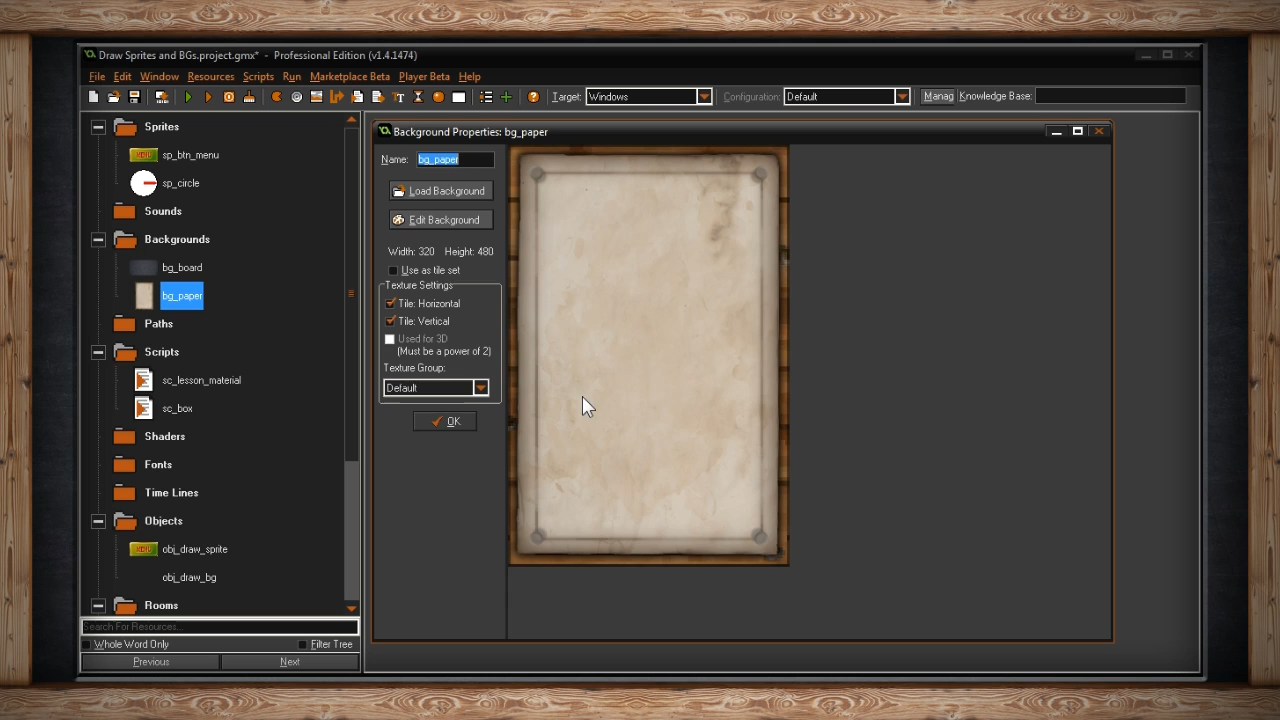 Draw Sprites and BGs.project.gmx* - Professional Edition (v1.4.1474)
File Edit Window Resources Scripts Run Marketplace Beta Player Beta Help
Target: Windows Configuration: Default Manag Knowledge Base:
Sprites
sp_btn_menu
sp_circle
Sounds
Backgrounds
bg_board
bg_paper
Paths
Scripts
sc_lesson_material
sc_box
Shaders
Fonts
Time Lines
Objects
obj_draw_sprite
obj_draw_bg
Rooms
Search For Resources...
Whole Word Only Filter Tree
Previous Next
Background Properties: bg_paper
Name: bg_paper
Load Background
Edit Background
Width: 320 Height: 480
Use as tile set
Texture Settings
Tile: Horizontal
Tile: Vertical
Used for 3D
(Must be a power of 2)
Texture Group:
Default
OK